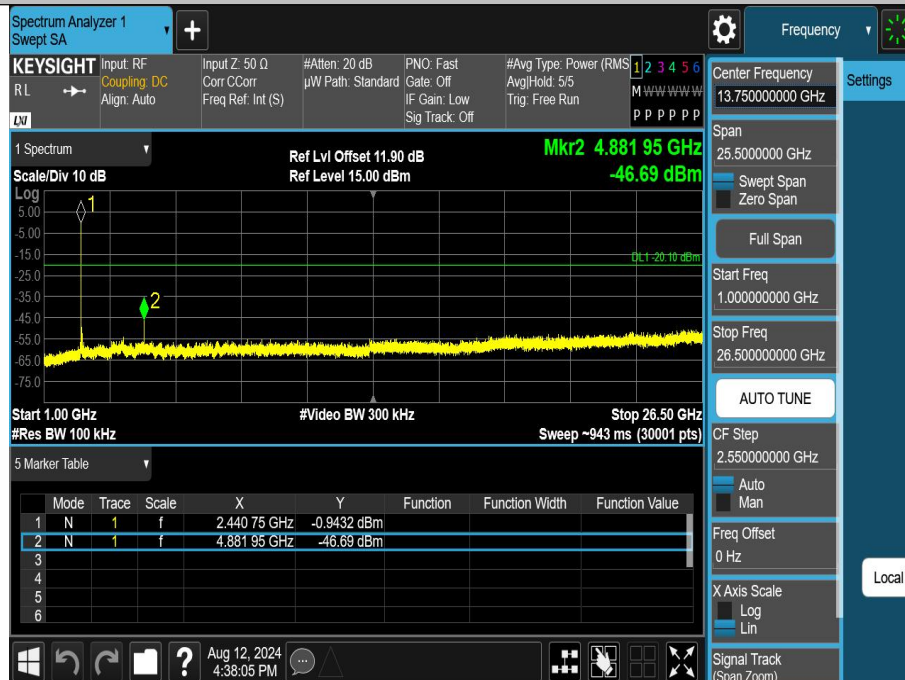 Spectrum Analyzer 1
Swept SA
+
Frequency
KEYSIGHT
RL
LXI
Input: RF
Coupling: DC
Align: Auto
Input Z: 50 Ω
Corr CCorr
Freq Ref: Int (S)
#Atten: 20 dB
µW Path: Standard
PNO: Fast
Gate: Off
IF Gain: Low
Sig Track: Off
#Avg Type: Power (RMS
Avg|Hold: 5/5
Trig: Free Run
1 2 3 4 5 6
M W W W W W
P P P P P P
1 Spectrum
Scale/Div 10 dB
Ref Lvl Offset 11.90 dB
Ref Level 15.00 dBm
Mkr2 4.881 95 GHz
-46.69 dBm
Log
5.00
-5.00
-15.0
-25.0
-35.0
-45.0
-55.0
-65.0
-75.0
1
2
DL1 -20.10 dBm
Start 1.00 GHz
#Video BW 300 kHz
Stop 26.50 GHz
#Res BW 100 kHz
Sweep ~943 ms (30001 pts)
5 Marker Table
Mode Trace Scale X Y Function Function Width Function Value
1 N 1 f 2.440 75 GHz -0.9432 dBm
2 N 1 f 4.881 95 GHz -46.69 dBm
3
4
5
6
Aug 12, 2024
4:38:05 PM
?
Center Frequency
13.750000000 GHz
Settings
Span
25.5000000 GHz
Swept Span
Zero Span
Full Span
Start Freq
1.000000000 GHz
Stop Freq
26.500000000 GHz
AUTO TUNE
CF Step
2.550000000 GHz
Auto
Man
Freq Offset
0 Hz
Local
X Axis Scale
Log
Lin
Signal Track
(Span Zoom)